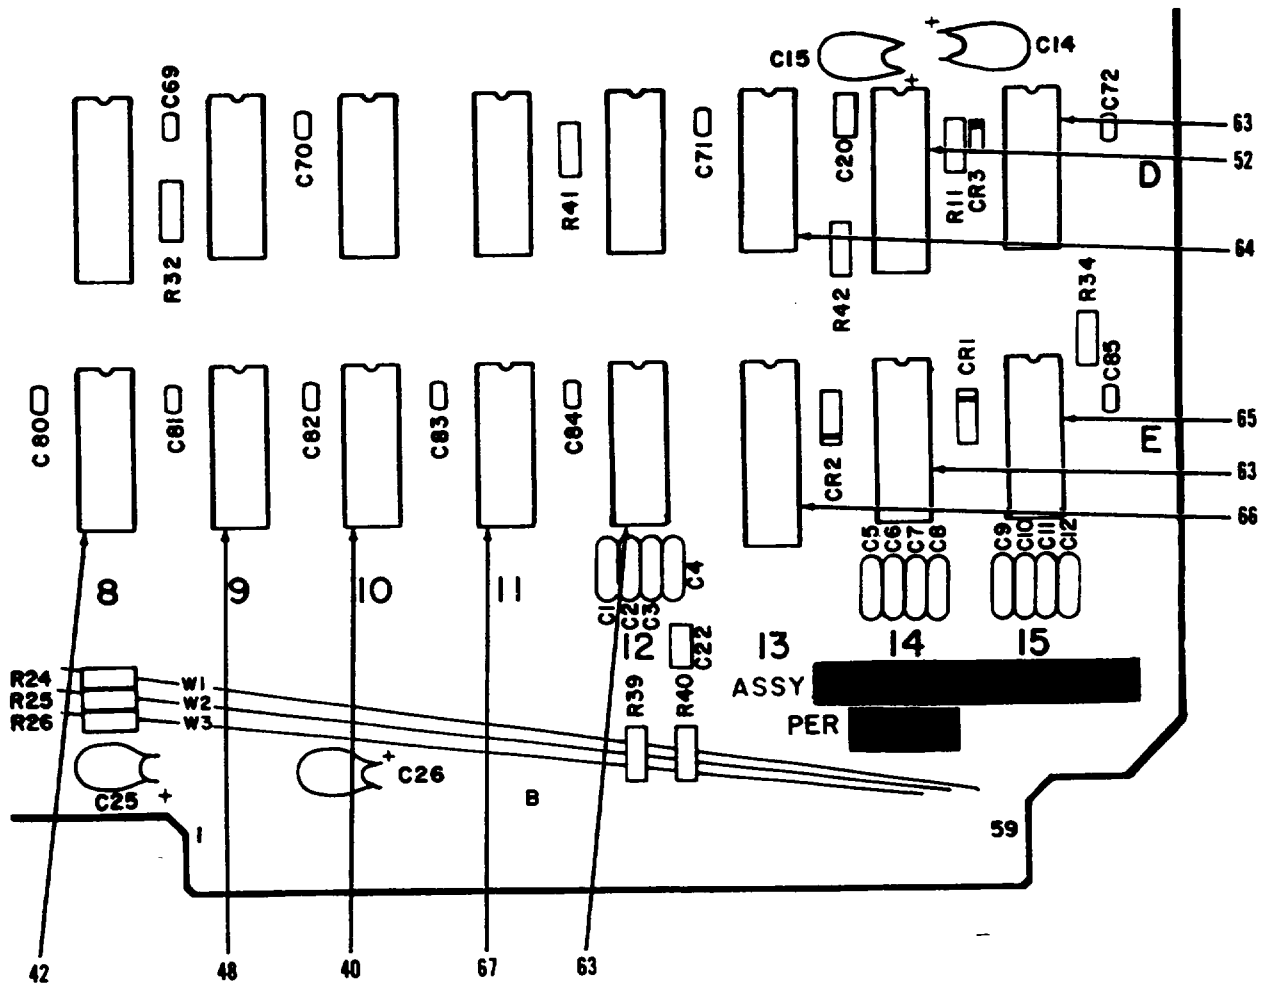 +
C15
C14
+
C69
C70
C71
C20
R11
CR3
C72
63
52
D
R32
R41
R42
64
R34
C80
C81
C82
C83
C84
CR2
CR1
C85
65
E
63
66
C5
C6
C7
C8
C9
C10
C11
C12
8
9
10
11
C1
C2
C3
C4
12
C22
13
14
15
R24
R25
R26
W1
W2
W3
R39
R40
ASSY
PER
C25
+
+
C26
B
1
59
42
48
40
67
63